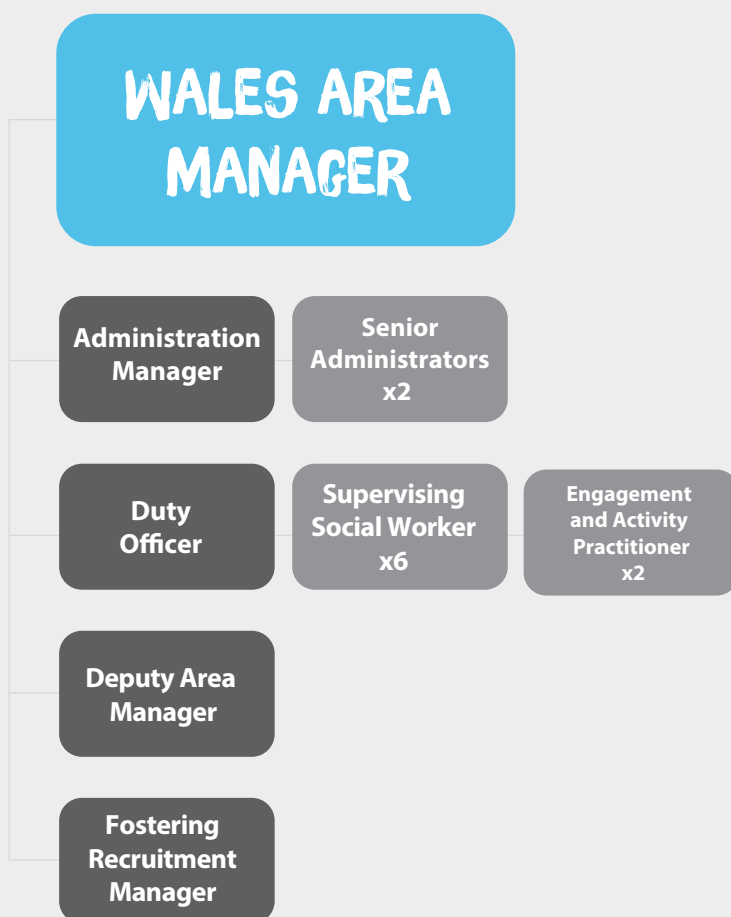 WALES AREA
MANAGER
Administration
Manager
Senior
Administrators
x2
Duty
Officer
Supervising
Social Worker
x6
Engagement
and Activity
Practitioner
x2
Deputy Area
Manager
Fostering
Recruitment
Manager